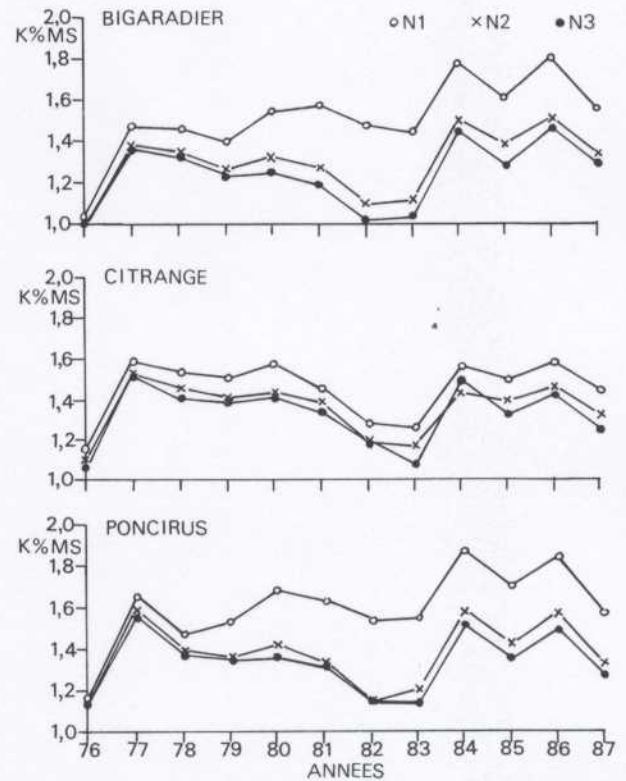 BIGARADIER
○N1 ×N2 ●N3
2,0
K%MS
1,8
1,6
1,4
1,2
1,0
CITRANGE
2,0
K%MS
1,8
1,6
1,4
1,2
1,0
PONCIRUS
2,0
K%MS
1,8
1,6
1,4
1,2
1,0
76 77 78 79 80 81 82 83 84 85 86 87
ANNEES